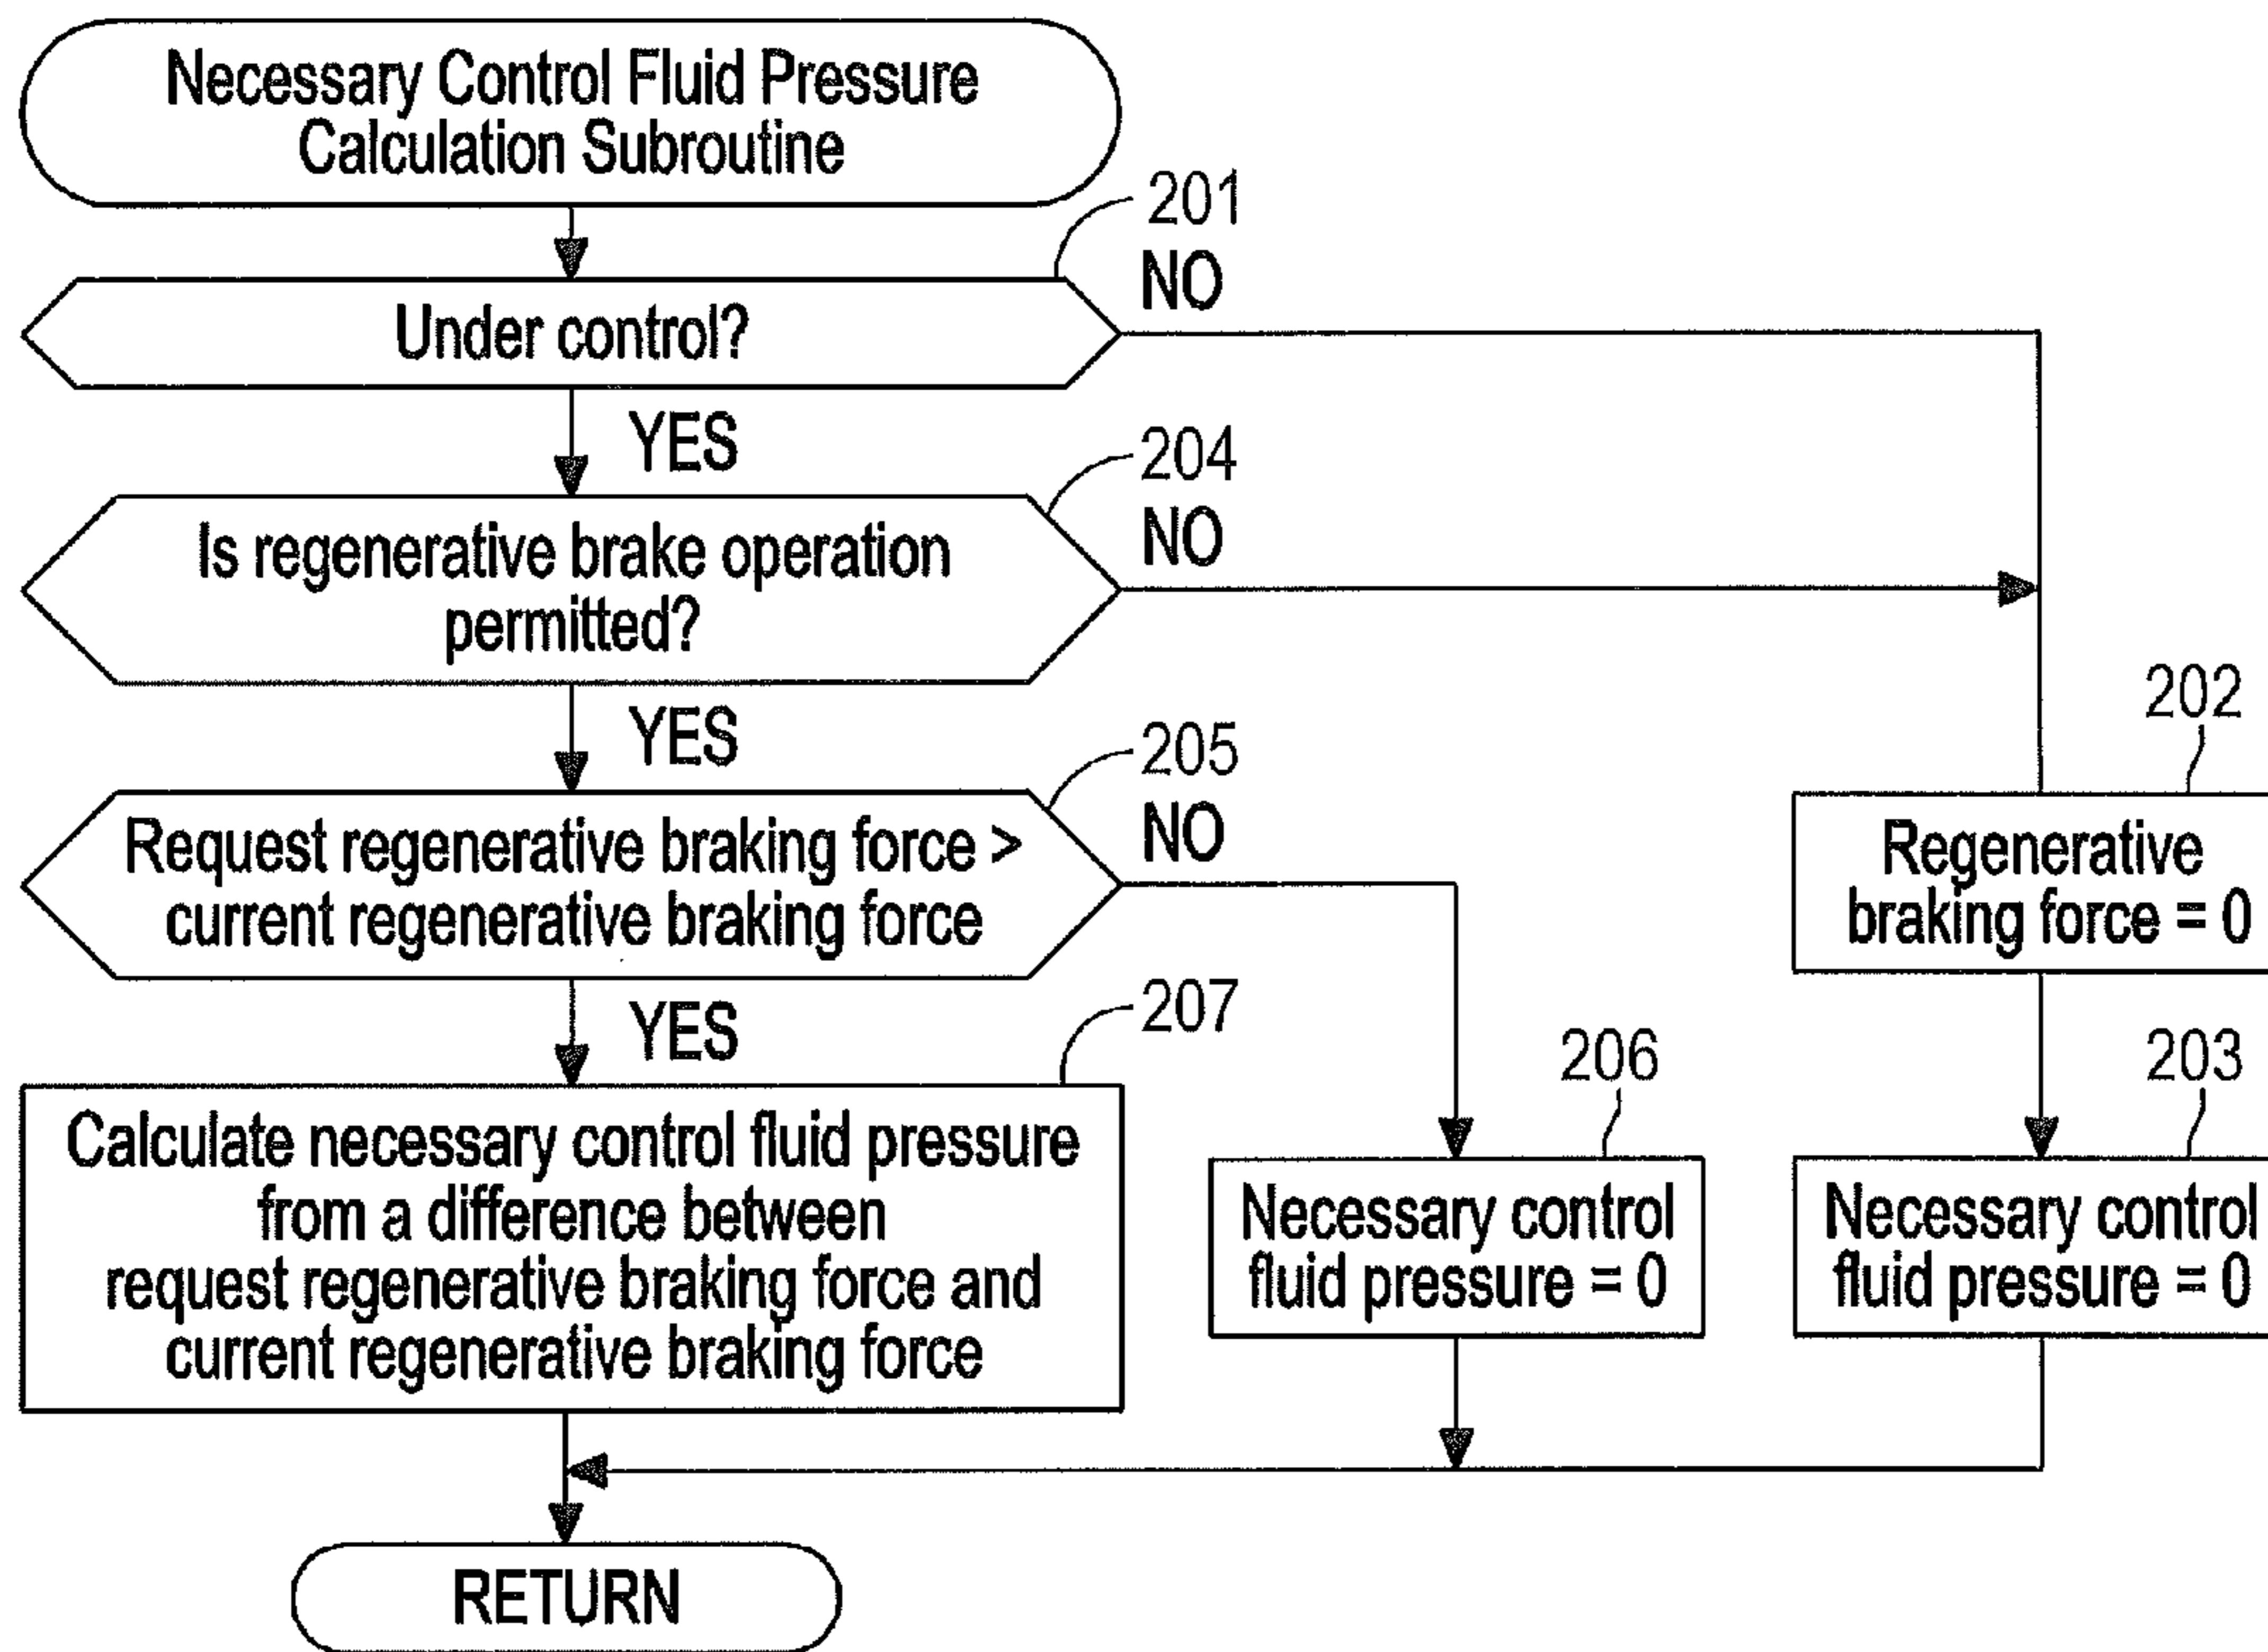 Necessary Control Fluid Pressure
Calculation Subroutine
201
Under control?
NO
YES
204
Is regenerative brake operation
permitted?
NO
YES
205
Request regenerative braking force >
current regenerative braking force
NO
YES
202
Regenerative
braking force = 0
207
Calculate necessary control fluid pressure
from a difference between
request regenerative braking force and
current regenerative braking force
206
Necessary control
fluid pressure = 0
203
Necessary control
fluid pressure = 0
RETURN